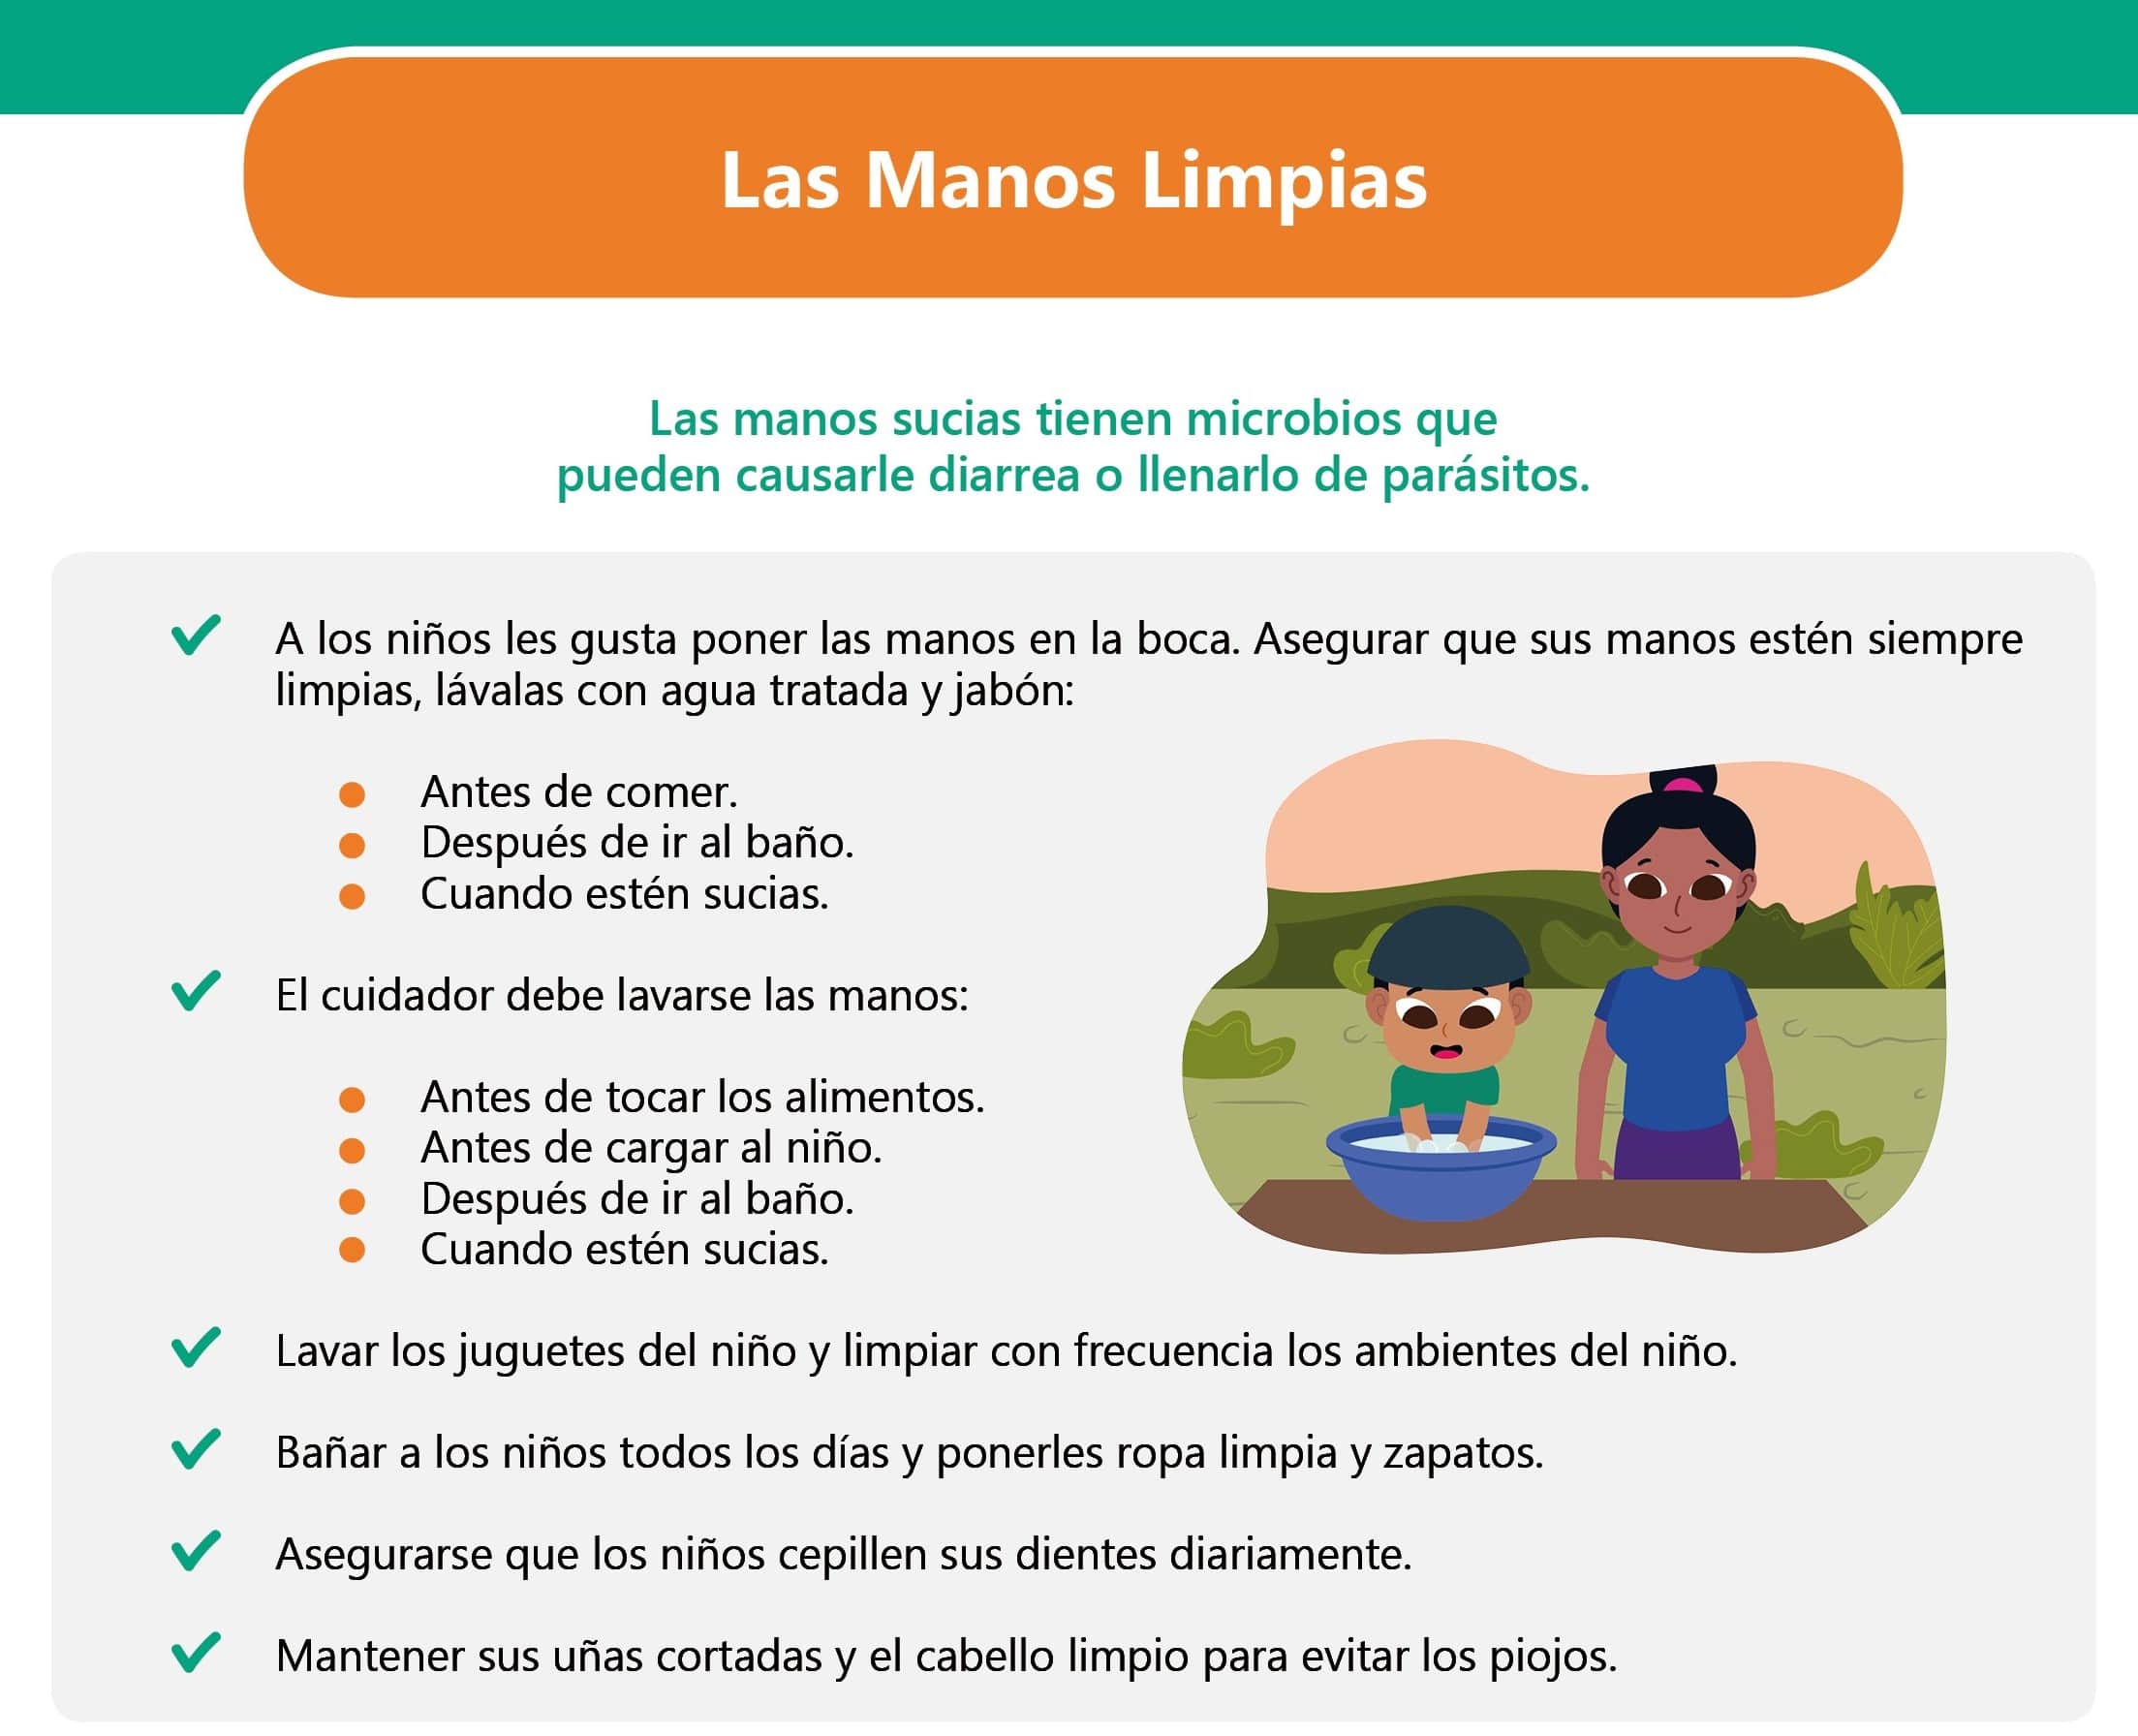 Las Manos Limpias
Las manos sucias tienen microbios que
pueden causarle diarrea o llenarlo de parásitos.
A los niños les gusta poner las manos en la boca. Asegurar que sus manos estén siempre
limpias, lávalas con agua tratada y jabón:
Antes de comer.
Después de ir al baño.
Cuando estén sucias.
El cuidador debe lavarse las manos:
Antes de tocar los alimentos.
Antes de cargar al niño.
Después de ir al baño.
Cuando estén sucias.
Lavar los juguetes del niño y limpiar con frecuencia los ambientes del niño.
Bañar a los niños todos los días y ponerles ropa limpia y zapatos.
Asegurarse que los niños cepillen sus dientes diariamente.
Mantener sus uñas cortadas y el cabello limpio para evitar los piojos.